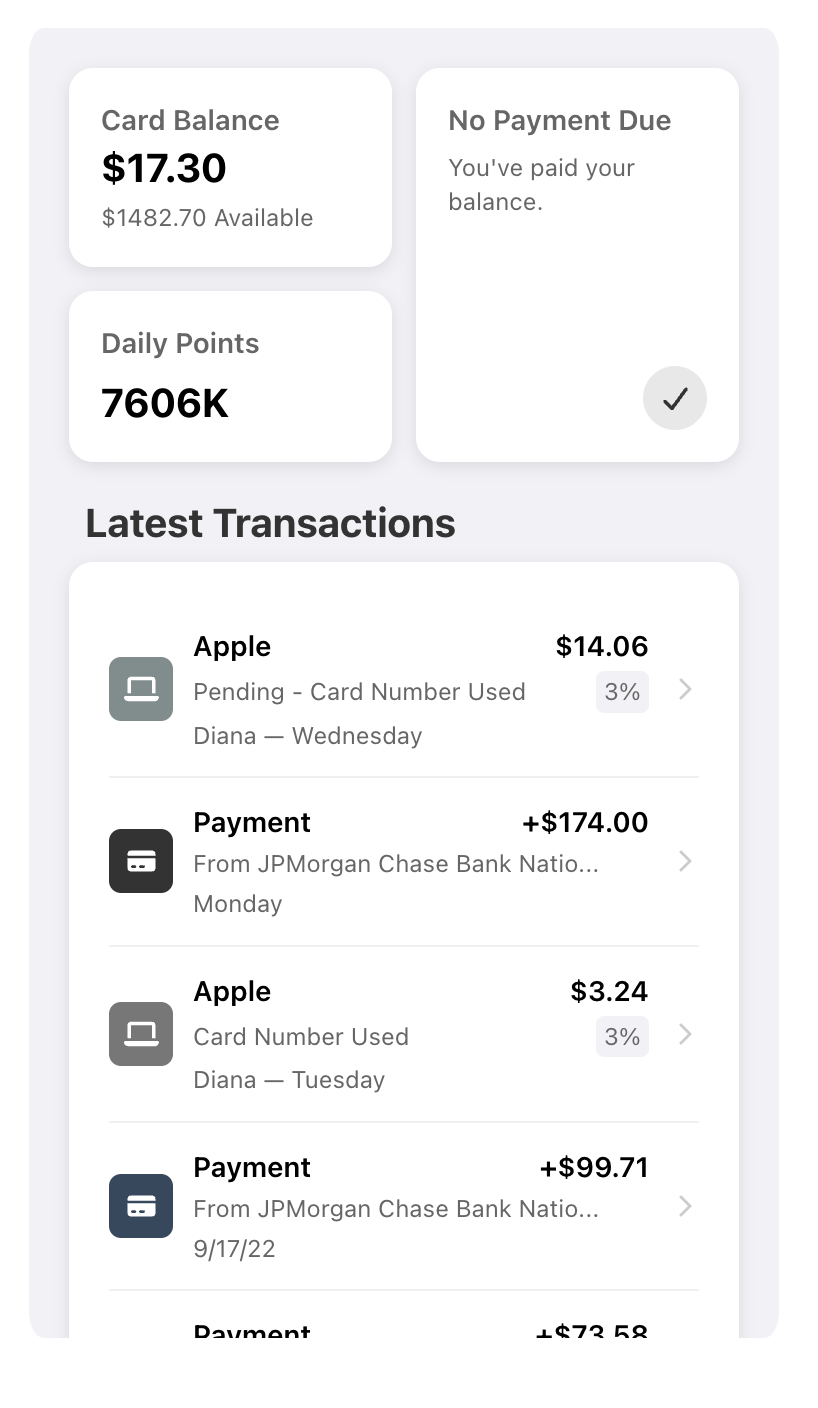 Card Balance
$17.30
$1482.70 Available
No Payment Due
You've paid your
balance.
Daily Points
7606K
Latest Transactions
Apple $14.06
Pending - Card Number Used 3%
Diana — Wednesday
Payment +$174.00
From JPMorgan Chase Bank Natio...
Monday
Apple $3.24
Card Number Used 3%
Diana — Tuesday
Payment +$99.71
From JPMorgan Chase Bank Natio...
9/17/22
Payment +$73.58